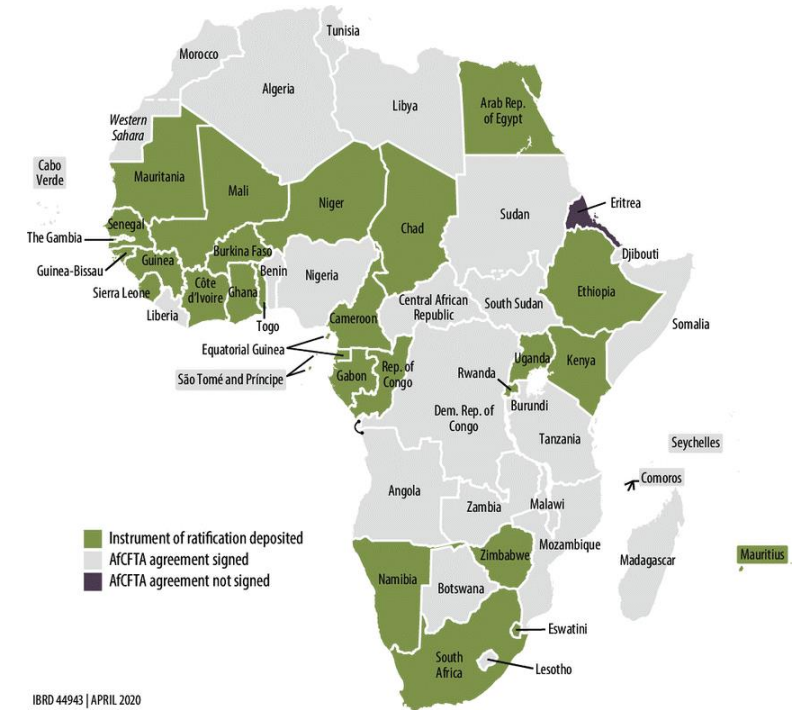 Tunisia
Morocco
Algeria
Libya
Arab Rep.
of Egypt
Western
Sahara
Cabo
Verde
Mauritania
Mali
Niger
Chad
Sudan
Eritrea
Senegal
The Gambia
Guinea-Bissau
Guinea
Sierra Leone
Liberia
Côte
d'Ivoire
Burkina Faso
Ghana
Benin
Togo
Nigeria
Cameroon
Central African
Republic
South Sudan
Ethiopia
Djibouti
Somalia
Equatorial Guinea
São Tomé and Príncipe
Gabon
Rep. of
Congo
Dem. Rep. of
Congo
Rwanda
Uganda
Kenya
Burundi
Tanzania
Seychelles
Comoros
Angola
Zambia
Malawi
Mozambique
Madagascar
Mauritius
Zimbabwe
Namibia
Botswana
Eswatini
South
Africa
Lesotho
Instrument of ratification deposited
AfCFTA agreement signed
AfCFTA agreement not signed
IBRD 44943 | APRIL 2020